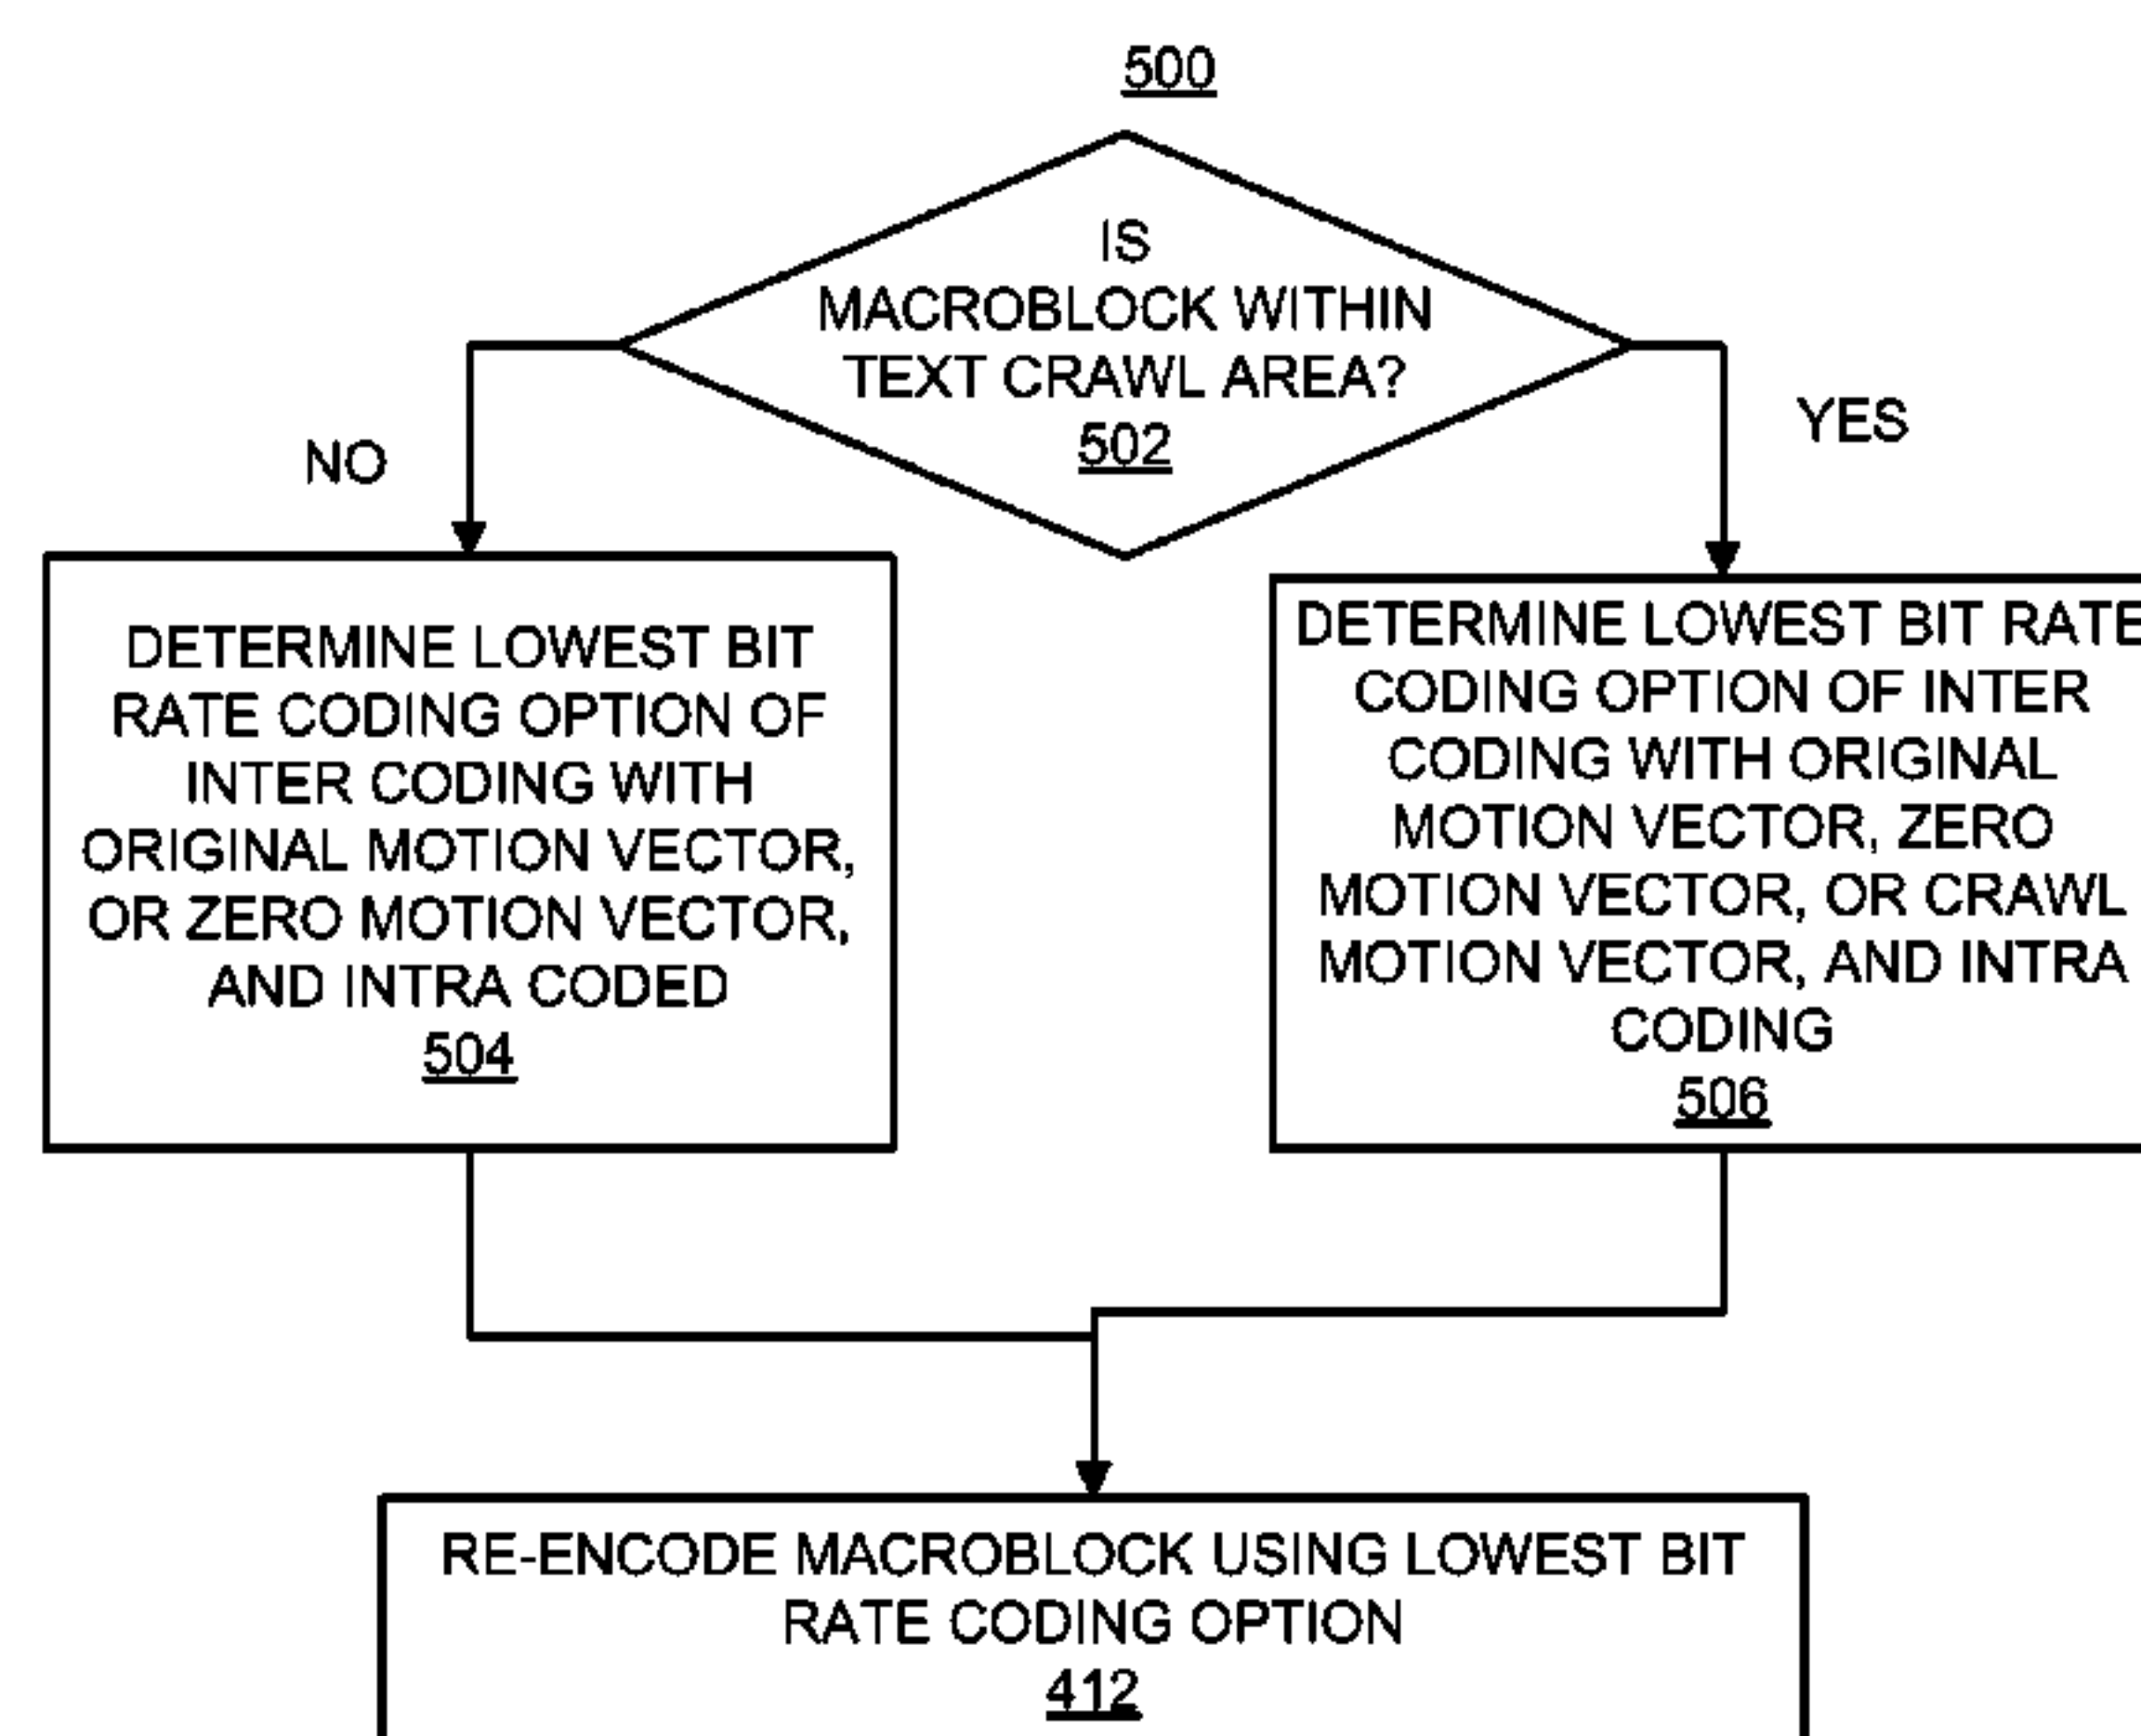 500
IS
MACROBLOCK WITHIN
TEXT CRAWL AREA?
502
NO
YES
DETERMINE LOWEST BIT
RATE CODING OPTION OF
INTER CODING WITH
ORIGINAL MOTION VECTOR,
OR ZERO MOTION VECTOR,
AND INTRA CODED
504
DETERMINE LOWEST BIT RATE
CODING OPTION OF INTER
CODING WITH ORIGINAL
MOTION VECTOR, ZERO
MOTION VECTOR, OR CRAWL
MOTION VECTOR, AND INTRA
CODING
506
RE-ENCODE MACROBLOCK USING LOWEST BIT
RATE CODING OPTION
412